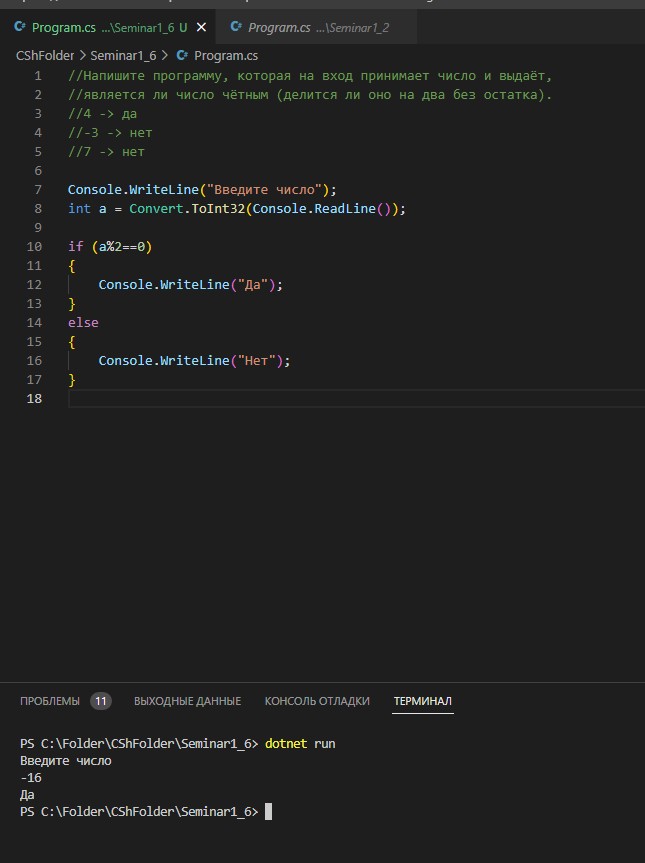 Program.cs ...\Seminar1_6 U
Program.cs ...\Seminar1_2
CShFolder > Seminar1_6 > Program.cs
1 //Напишите программу, которая на вход принимает число и выдаёт,
2 //является ли число чётным (делится ли оно на два без остатка).
3 //4 -> да
4 //-3 -> нет
5 //7 -> нет
6
7 Console.WriteLine("Введите число");
8 int a = Convert.ToInt32(Console.ReadLine());
9
10 if (a%2==0)
11 {
12     Console.WriteLine("Да");
13 }
14 else
15 {
16     Console.WriteLine("Нет");
17 }
18
ПРОБЛЕМЫ 11 ВЫХОДНЫЕ ДАННЫЕ КОНСОЛЬ ОТЛАДКИ ТЕРМИНАЛ
PS C:\Folder\CShFolder\Seminar1_6> dotnet run
Введите число
-16
Да
PS C:\Folder\CShFolder\Seminar1_6>